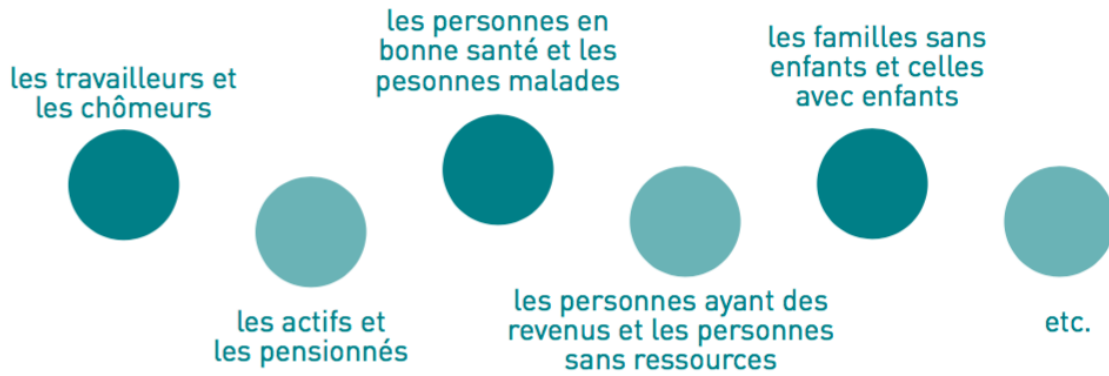 les travailleurs et
les chômeurs
les actifs et
les pensionnés
les personnes en
bonne santé et les
pesonnes malades
les personnes ayant des
revenus et les personnes
sans ressources
les familles sans
enfants et celles
avec enfants
etc.